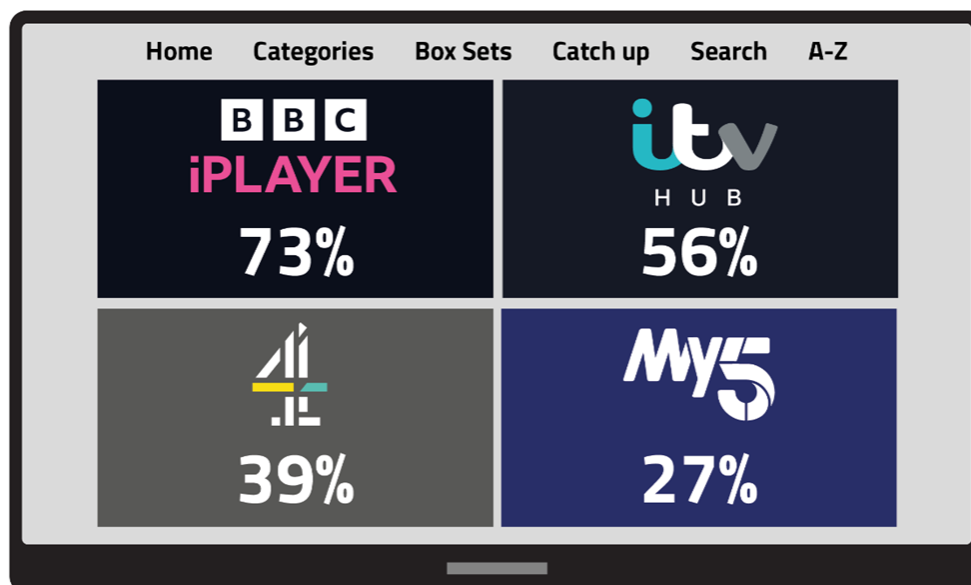 Home Categories Box Sets Catch up Search A-Z
BBC
iPLAYER
73%
itv
HUB
56%
4
39%
My5
27%